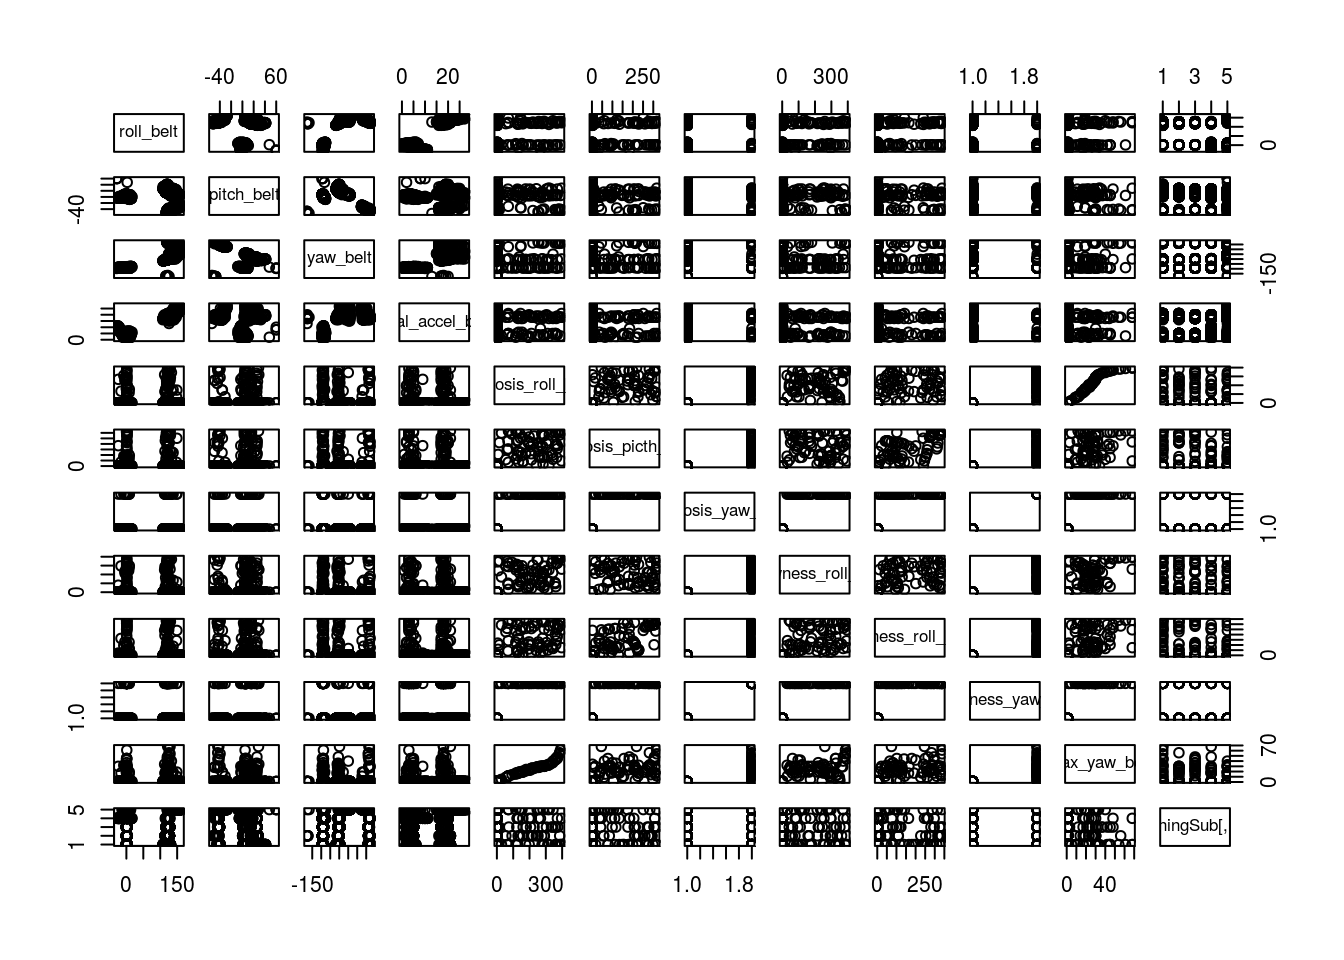 -40 0 60 0 20 0 250 0 300 1.0 1.8 1 3 5
roll_belt 0
-40 pitch_belt
yaw_belt -150
0 al_accel_b
osis_roll_ 0
0 osis_picth_
osis_yaw_ 1.0
0 ness_roll_
ness_roll_ 0
1.0 ness_yaw
ax_yaw_b 0 70
1 5 ningSub[,
0 150 -150 0 300 1.0 1.8 0 250 0 40